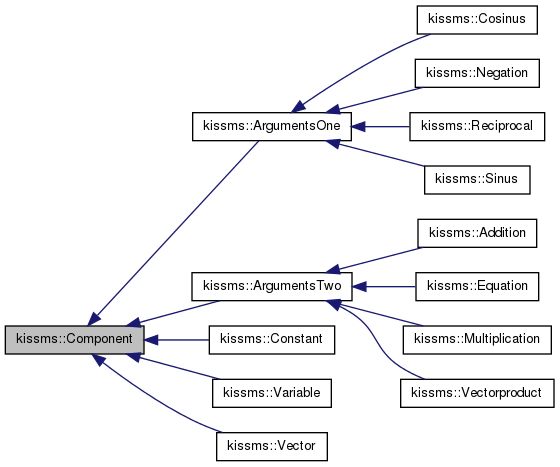 kissms::Cosinus
kissms::Negation
kissms::ArgumentsOne
kissms::Reciprocal
kissms::Sinus
kissms::Addition
kissms::ArgumentsTwo
kissms::Equation
kissms::Component
kissms::Constant
kissms::Multiplication
kissms::Variable
kissms::Vectorproduct
kissms::Vector